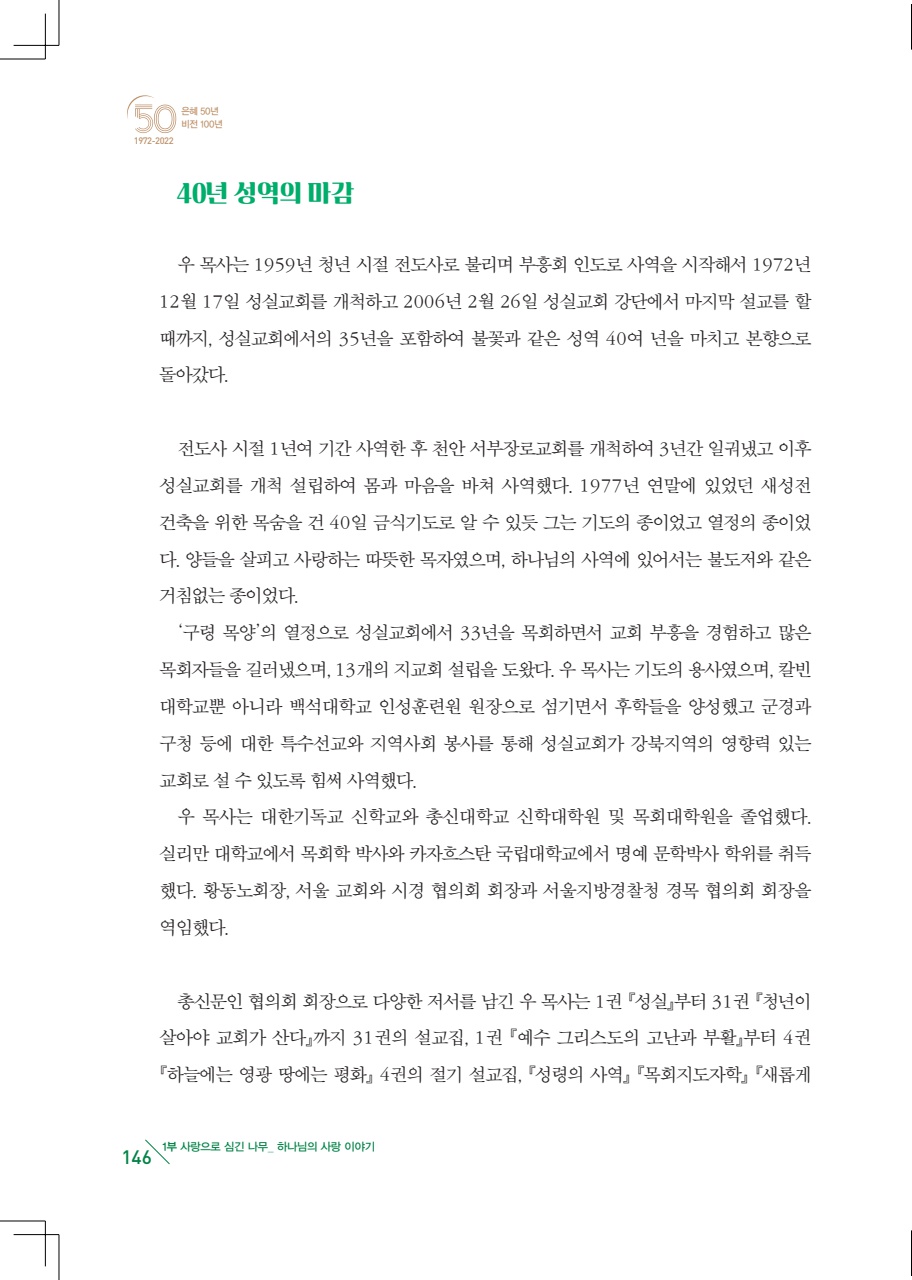 50
은혜 50년
비전 100년
1972-2022
40년 성역의 마감
우 목사는 1959년 청년 시절 전도사로 불리며 부흥회 인도로 사역을 시작해서 1972년
12월 17일 성실교회를 개척하고 2006년 2월 26일 성실교회 강단에서 마지막 설교를 할
때까지, 성실교회에서의 35년을 포함하여 불꽃과 같은 성역 40여 년을 마치고 본향으로
돌아갔다.
전도사 시절 1년여 기간 사역한 후 천안 서부장로교회를 개척하여 3년간 일궈냈고 이후
성실교회를 개척 설립하여 몸과 마음을 바쳐 사역했다. 1977년 연말에 있었던 새성전
건축을 위한 목숨을 건 40일 금식기도로 알 수 있듯 그는 기도의 종이었고 열정의 종이었
다. 양들을 살피고 사랑하는 따뜻한 목자였으며, 하나님의 사역에 있어서는 불도저와 같은
거침없는 종이었다.
‘구령 목양’의 열정으로 성실교회에서 33년을 목회하면서 교회 부흥을 경험하고 많은
목회자들을 길러냈으며, 13개의 지교회 설립을 도왔다. 우 목사는 기도의 용사였으며, 칼빈
대학교뿐 아니라 백석대학교 인성훈련원 원장으로 섬기면서 후학들을 양성했고 군경과
구청 등에 대한 특수선교와 지역사회 봉사를 통해 성실교회가 강북지역의 영향력 있는
교회로 설 수 있도록 힘써 사역했다.
우 목사는 대한기독교 신학교와 총신대학교 신학대학원 및 목회대학원을 졸업했다.
실리만 대학교에서 목회학 박사와 카자흐스탄 국립대학교에서 명예 문학박사 학위를 취득
했다. 황동노회장, 서울 교회와 시경 협의회 회장과 서울지방경찰청 경목 협의회 회장을
역임했다.
총신문인 협의회 회장으로 다양한 저서를 남긴 우 목사는 1권 『성실』부터 31권 『청년이
살아야 교회가 산다』까지 31권의 설교집, 1권 『예수 그리스도의 고난과 부활』부터 4권
『하늘에는 영광 땅에는 평화』 4권의 절기 설교집, 『성령의 사역』 『목회지도자학』 『새롭게
146 1부 사랑으로 심긴 나무_ 하나님의 사랑 이야기